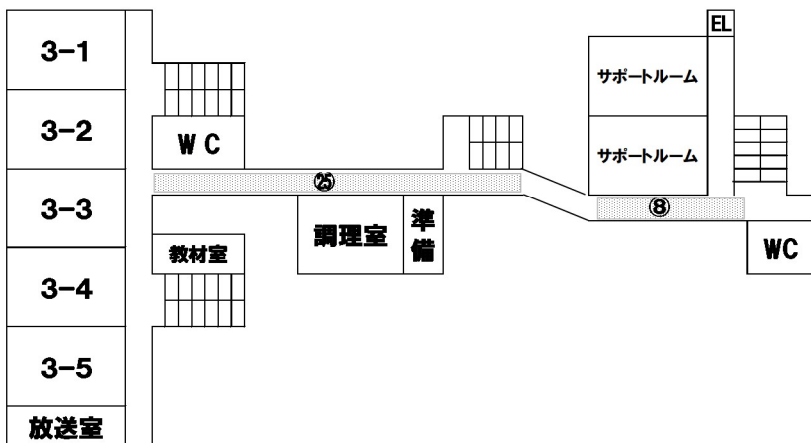 3-1
3-2
3-3
3-4
3-5
放送室
WC
教材室
㉕
調理室
準備
EL
サポートルーム
サポートルーム
⑧
WC